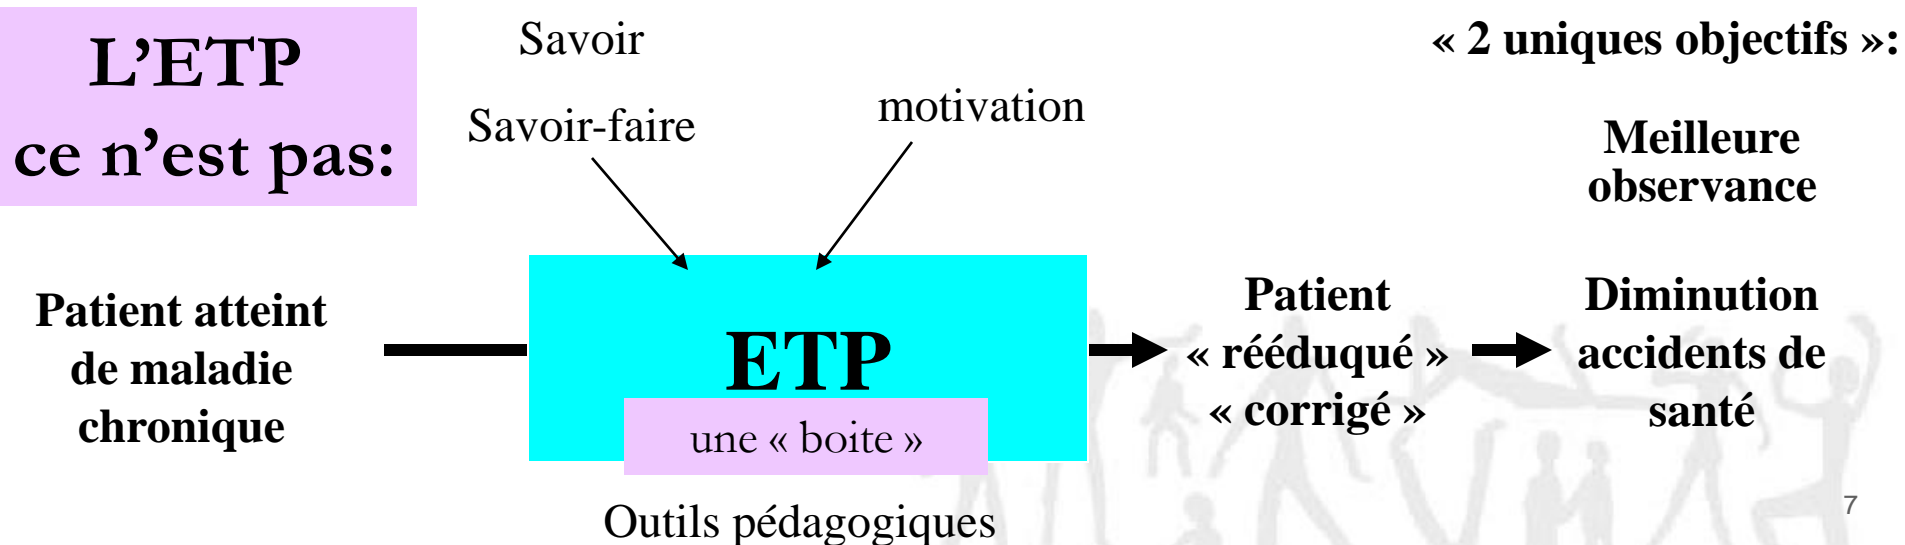 L’ETP
ce n’est pas:
Savoir
Savoir-faire
motivation
« 2 uniques objectifs »:
Meilleure
observance
Patient atteint
de maladie
chronique
ETP
une « boite »
Outils pédagogiques
Patient
« rééduqué »
« corrigé »
Diminution
accidents de
santé
7